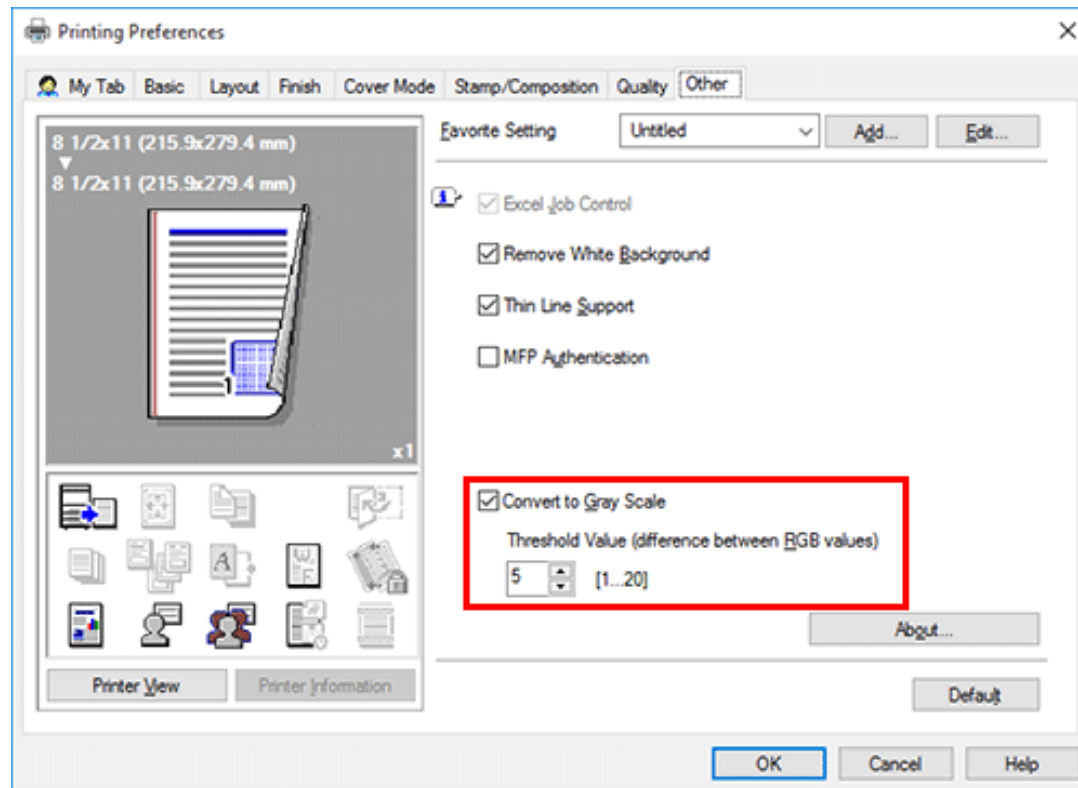 Printing Preferences
My Tab Basic Layout Finish Cover Mode Stamp/Composition Quality Other
8 1/2x11 (215.9x279.4 mm)
8 1/2x11 (215.9x279.4 mm)
1
x1
Printer View Printer Information
Favorite Setting Untitled Add... Edit...
Excel Job Control
Remove White Background
Thin Line Support
MFP Authentication
Convert to Gray Scale
Threshold Value (difference between RGB values)
5 [1...20]
About...
Default
OK Cancel Help